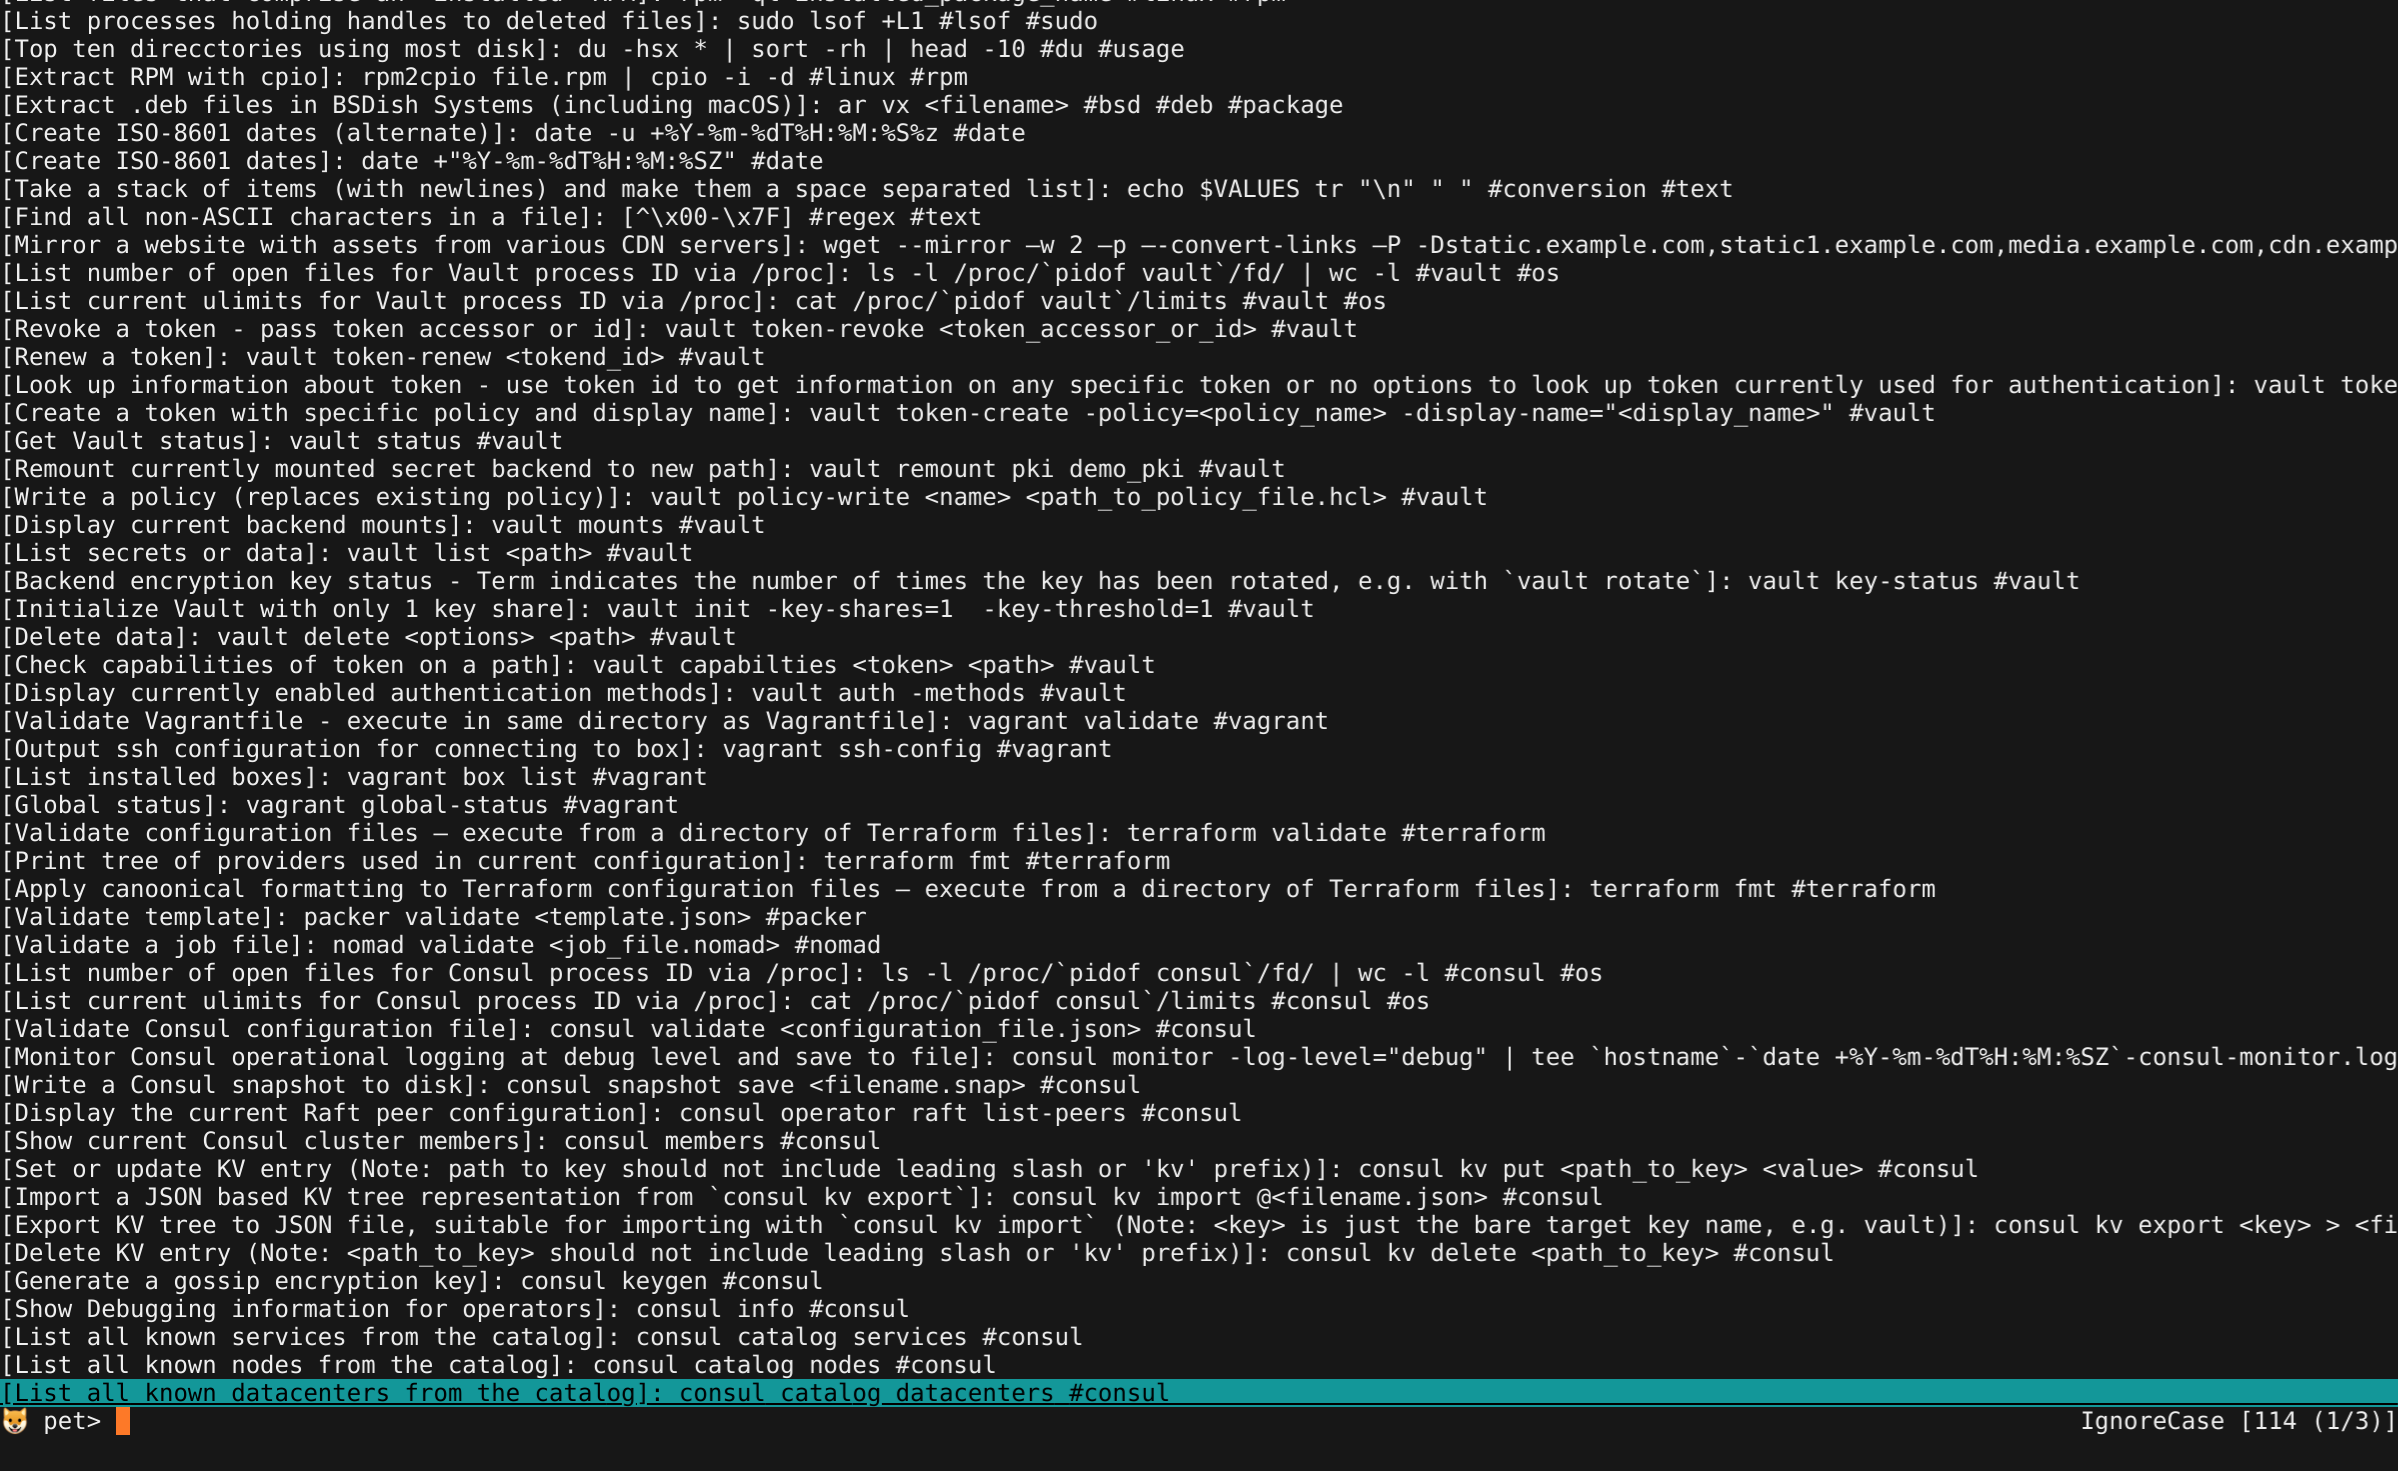 [List files that comprise an installed RPM]: rpm -ql installed_package_name #linux #rpm
[List processes holding handles to deleted files]: sudo lsof +L1 #lsof #sudo
[Top ten direcctories using most disk]: du -hsx * | sort -rh | head -10 #du #usage
[Extract RPM with cpio]: rpm2cpio file.rpm | cpio -i -d #linux #rpm
[Extract .deb files in BSDish Systems (including macOS)]: ar vx <filename> #bsd #deb #package
[Create ISO-8601 dates (alternate)]: date -u +%Y-%m-%dT%H:%M:%S%z #date
[Create ISO-8601 dates]: date +"%Y-%m-%dT%H:%M:%SZ" #date
[Take a stack of items (with newlines) and make them a space separated list]: echo $VALUES tr "\n" " " #conversion #text
[Find all non-ASCII characters in a file]: [^\x00-\x7F] #regex #text
[Mirror a website with assets from various CDN servers]: wget --mirror –w 2 –p –-convert-links –P -Dstatic.example.com,static1.example.com,media.example.com,cdn.examp
[List number of open files for Vault process ID via /proc]: ls -l /proc/`pidof vault`/fd/ | wc -l #vault #os
[List current ulimits for Vault process ID via /proc]: cat /proc/`pidof vault`/limits #vault #os
[Revoke a token - pass token accessor or id]: vault token-revoke <token_accessor_or_id> #vault
[Renew a token]: vault token-renew <tokend_id> #vault
[Look up information about token - use token id to get information on any specific token or no options to look up token currently used for authentication]: vault toke
[Create a token with specific policy and display name]: vault token-create -policy=<policy_name> -display-name="<display_name>" #vault
[Get Vault status]: vault status #vault
[Remount currently mounted secret backend to new path]: vault remount pki demo_pki #vault
[Write a policy (replaces existing policy)]: vault policy-write <name> <path_to_policy_file.hcl> #vault
[Display current backend mounts]: vault mounts #vault
[List secrets or data]: vault list <path> #vault
[Backend encryption key status - Term indicates the number of times the key has been rotated, e.g. with `vault rotate`]: vault key-status #vault
[Initialize Vault with only 1 key share]: vault init -key-shares=1  -key-threshold=1 #vault
[Delete data]: vault delete <options> <path> #vault
[Check capabilities of token on a path]: vault capabilties <token> <path> #vault
[Display currently enabled authentication methods]: vault auth -methods #vault
[Validate Vagrantfile - execute in same directory as Vagrantfile]: vagrant validate #vagrant
[Output ssh configuration for connecting to box]: vagrant ssh-config #vagrant
[List installed boxes]: vagrant box list #vagrant
[Global status]: vagrant global-status #vagrant
[Validate configuration files — execute from a directory of Terraform files]: terraform validate #terraform
[Print tree of providers used in current configuration]: terraform fmt #terraform
[Apply canoonical formatting to Terraform configuration files — execute from a directory of Terraform files]: terraform fmt #terraform
[Validate template]: packer validate <template.json> #packer
[Validate a job file]: nomad validate <job_file.nomad> #nomad
[List number of open files for Consul process ID via /proc]: ls -l /proc/`pidof consul`/fd/ | wc -l #consul #os
[List current ulimits for Consul process ID via /proc]: cat /proc/`pidof consul`/limits #consul #os
[Validate Consul configuration file]: consul validate <configuration_file.json> #consul
[Monitor Consul operational logging at debug level and save to file]: consul monitor -log-level="debug" | tee `hostname`-`date +%Y-%m-%dT%H:%M:%SZ`-consul-monitor.log
[Write a Consul snapshot to disk]: consul snapshot save <filename.snap> #consul
[Display the current Raft peer configuration]: consul operator raft list-peers #consul
[Show current Consul cluster members]: consul members #consul
[Set or update KV entry (Note: path to key should not include leading slash or 'kv' prefix)]: consul kv put <path_to_key> <value> #consul
[Import a JSON based KV tree representation from `consul kv export`]: consul kv import @<filename.json> #consul
[Export KV tree to JSON file, suitable for importing with `consul kv import` (Note: <key> is just the bare target key name, e.g. vault)]: consul kv export <key> > <fi
[Delete KV entry (Note: <path_to_key> should not include leading slash or 'kv' prefix)]: consul kv delete <path_to_key> #consul
[Generate a gossip encryption key]: consul keygen #consul
[Show Debugging information for operators]: consul info #consul
[List all known services from the catalog]: consul catalog services #consul
[List all known nodes from the catalog]: consul catalog nodes #consul
[List all known datacenters from the catalog]: consul catalog datacenters #consul
pet> IgnoreCase [114 (1/3)]